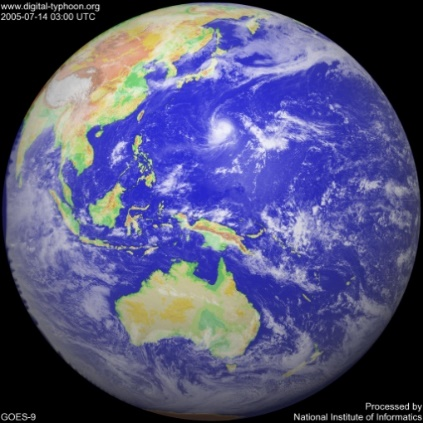 www.digital-typhoon.org
2005-07-14 03:00 UTC
GOES-9
Processed by
National Institute of Informatics